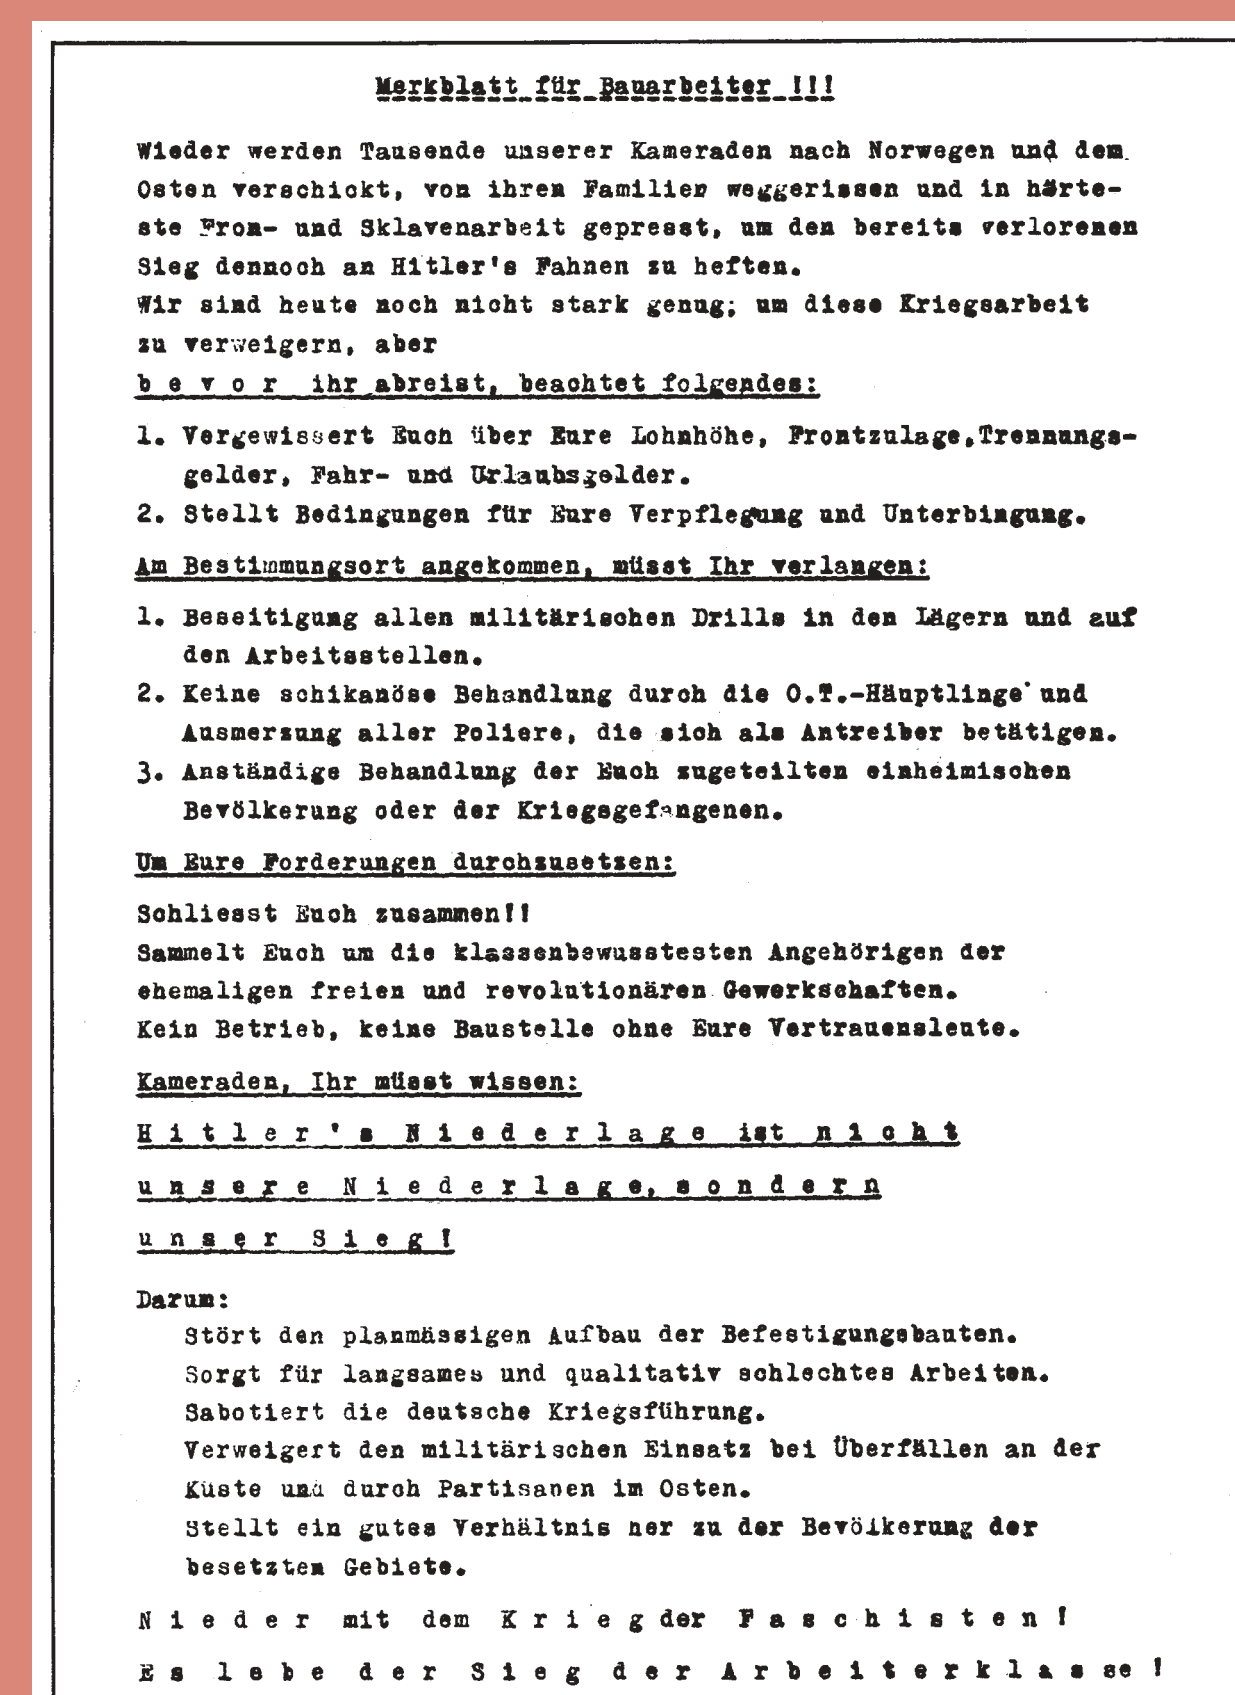 Merkblatt für Bauarbeiter !!!
Wieder werden Tausende unserer Kameraden nach Norwegen und dem
Osten verschickt, von ihren Familien weggerissen und in härte-
ste Fron- und Sklavenarbeit gepresst, um den bereits verlorenen
Sieg dennoch an Hitler's Fahnen zu heften.
Wir sind heute noch nicht stark genug; um diese Kriegsarbeit
zu verweigern, aber
b e v o r  ihr abreist, beachtet folgendes:
1. Vergewissert Euch über Eure Lohnhöhe, Frontzulage,Trennungs-
gelder, Fahr- und Urlaubsgelder.
2. Stellt Bedingungen für Eure Verpflegung und Unterbingung.
Am Bestimmungsort angekommen, müsst Ihr verlangen:
1. Beseitigung allen militärischen Drills in den Lägern und auf
den Arbeitsstellen.
2. Keine schikanöse Behandlung durch die O.T.-Häuptlinge und
Ausmerzung aller Poliere, die sich als Antreiber betätigen.
3. Anständige Behandlung der Euch zugeteilten einheimischen
Bevölkerung oder der Kriegsgefangenen.
Um Eure Forderungen durchzusetzen:
Schliesst Euch zusammen!!
Sammelt Euch um die klassenbewusstesten Angehörigen der
ehemaligen freien und revolutionären Gewerkschaften.
Kein Betrieb, keine Baustelle ohne Eure Vertrauensleute.
Kameraden, Ihr müsst wissen:
H i t l e r ' s  N i e d e r l a g e  ist  n i c h t
u n s e r e  N i e d e r l a g e, s o n d e r n
u n s e r  S i e g !
Darum:
Stört den planmässigen Aufbau der Befestigungsbauten.
Sorgt für langsames und qualitativ schlechtes Arbeiten.
Sabotiert die deutsche Kriegsführung.
Verweigert den militärischen Einsatz bei Überfällen an der
Küste und durch Partisanen im Osten.
Stellt ein gutes Verhältnis her zu der Bevölkerung der
besetzten Gebiete.
N i e d e r  mit  dem  K r i e g  der  F a s c h i s t e n !
E s  l e b e  d e r  S i e g  d e r  A r b e i t e r k l a s se !